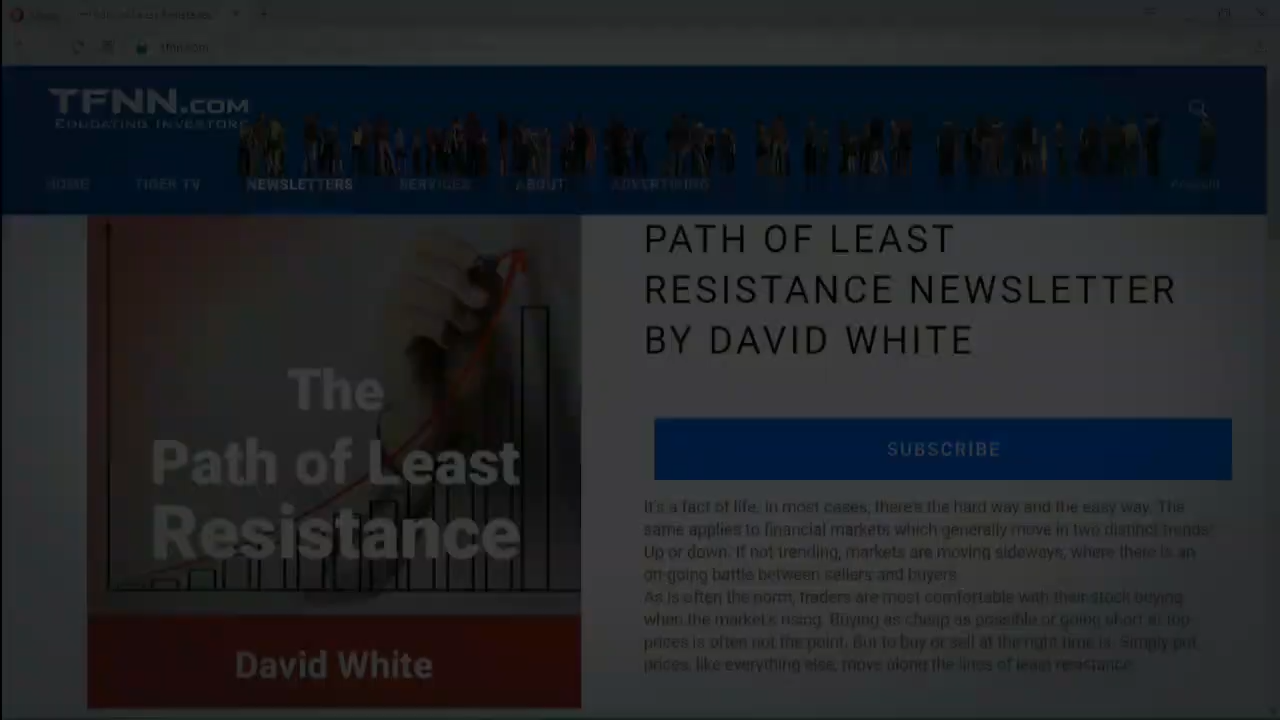 tfnn.com
TFNN.COM
EDUCATING INVESTORS
HOME TIGER TV NEWSLETTERS SERVICES ABOUT ADVERTISING
PATH OF LEAST
RESISTANCE NEWSLETTER
BY DAVID WHITE
SUBSCRIBE
The
Path of Least
Resistance
David White
It's a fact of life. In most cases, there's the hard way and the easy way. The
same applies to financial markets which generally move in two distinct trends:
Up or down. If not trending, markets are moving sideways, where there is an
on-going battle between sellers and buyers.
As is often the norm, traders are most comfortable with their stock buying
when the market's rising. Buying as cheap as possible or going short at top
prices is often not the point. But to buy or sell at the right time is. Simply put,
prices, like everything else, move along the lines of least resistance.